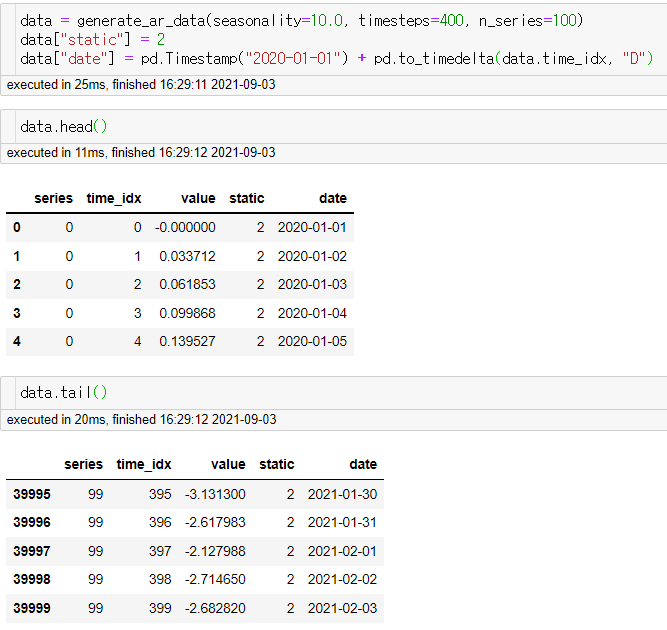 data = generate_ar_data(seasonality=10.0, timesteps=400, n_series=100)
data["static"] = 2
data["date"] = pd.Timestamp("2020-01-01") + pd.to_timedelta(data.time_idx, "D")
executed in 25ms, finished 16:29:11 2021-09-03
data.head()
executed in 11ms, finished 16:29:12 2021-09-03
series time_idx value static date
0 0 0 -0.000000 2 2020-01-01
1 0 1 0.033712 2 2020-01-02
2 0 2 0.061853 2 2020-01-03
3 0 3 0.099868 2 2020-01-04
4 0 4 0.139527 2 2020-01-05
data.tail()
executed in 20ms, finished 16:29:12 2021-09-03
series time_idx value static date
39995 99 395 -3.131300 2 2021-01-30
39996 99 396 -2.617983 2 2021-01-31
39997 99 397 -2.127988 2 2021-02-01
39998 99 398 -2.714650 2 2021-02-02
39999 99 399 -2.682820 2 2021-02-03